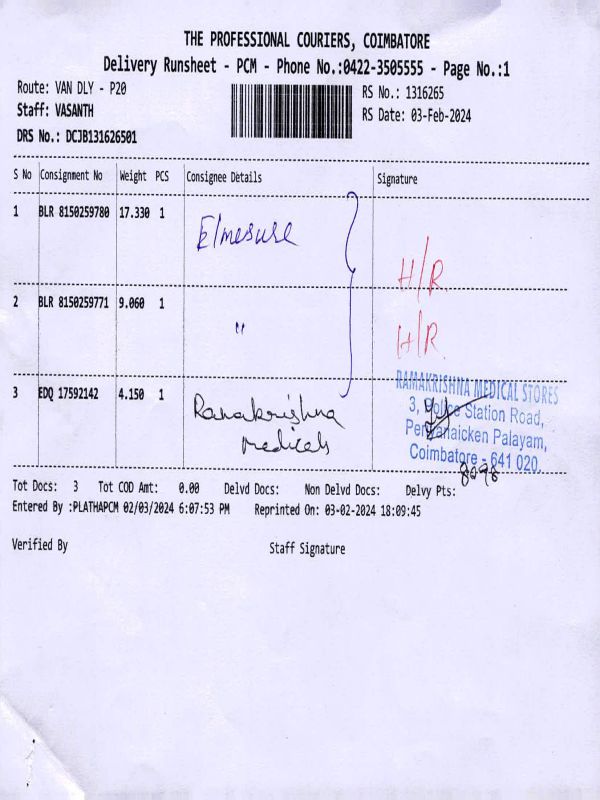 THE PROFESSIONAL COURIERS, COIMBATORE
Delivery Runsheet - PCM - Phone No.:0422-3505555 - Page No.:1
Route: VAN DLY - P20 RS No.: 1316265
Staff: VASANTH RS Date: 03-Feb-2024
DRS No.: DCJB131626501
S No Consignment No Weight PCS Consignee Details Signature
1 BLR 8150259780 17.330 1 Elmesure H/R
2 BLR 8150259771 9.060 1 " H/R
3 EDQ 17592142 4.150 1 Ramakrishna
Medicals
RAMAKRISHNA MEDICAL STORES
3, Police Station Road,
Periyanaicken Palayam,
Coimbatore - 641 020.
8098
Tot Docs: 3 Tot COD Amt: 0.00 Delvd Docs: Non Delvd Docs: Delvy Pts:
Entered By :PLATHAPCM 02/03/2024 6:07:53 PM Reprinted On: 03-02-2024 18:09:45
Verified By Staff Signature